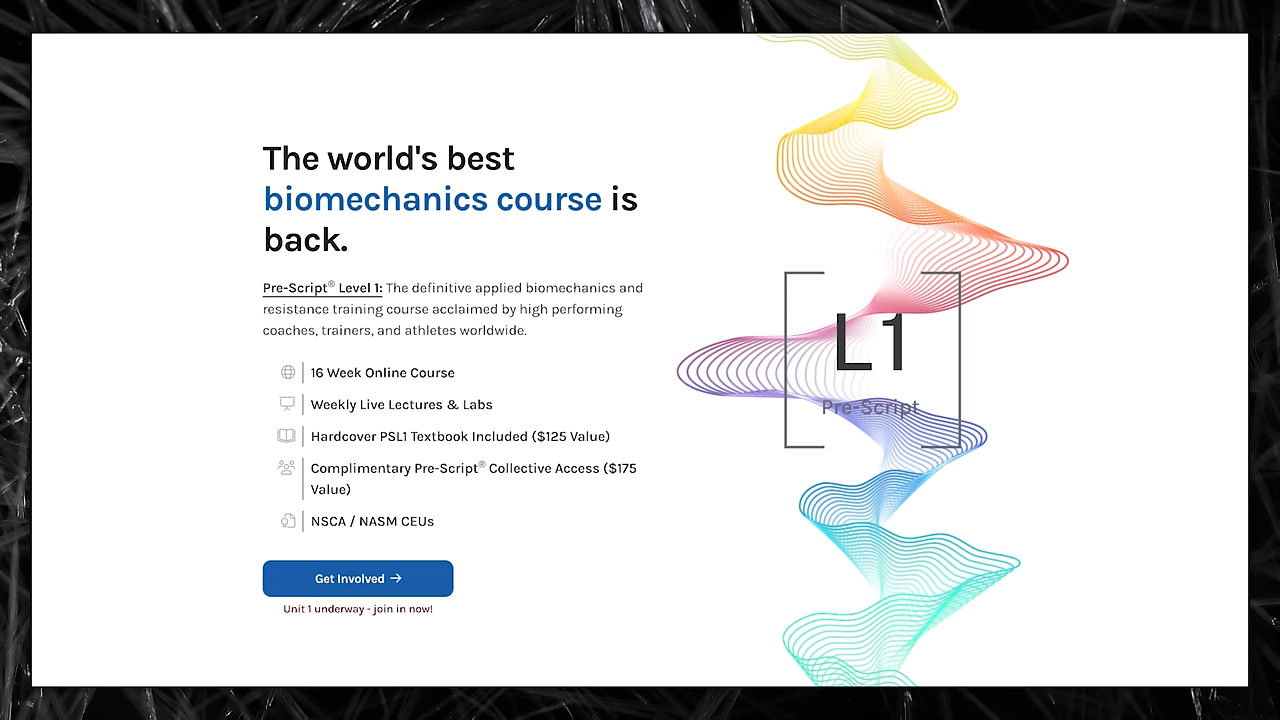 The world's best
biomechanics course is
back.
Pre-Script® Level 1: The definitive applied biomechanics and
resistance training course acclaimed by high performing
coaches, trainers, and athletes worldwide.
16 Week Online Course
Weekly Live Lectures & Labs
Hardcover PSL1 Textbook Included ($125 Value)
Complimentary Pre-Script® Collective Access ($175
Value)
NSCA / NASM CEUs
Get Involved →
Unit 1 underway - join in now!
L1
Pre-Script